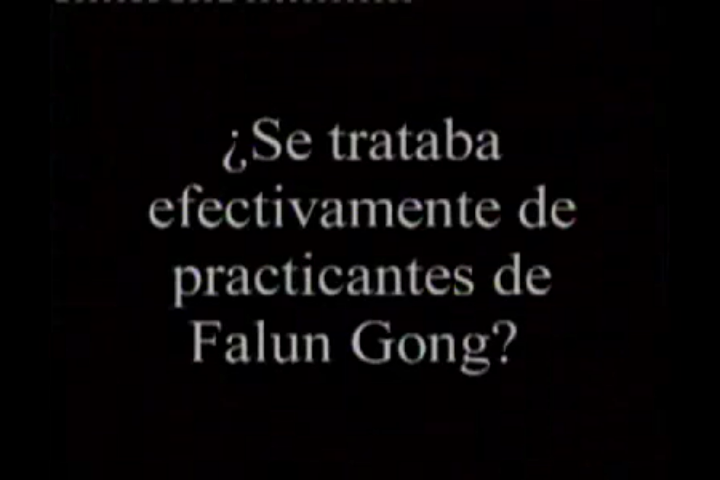 ¿Se trataba
efectivamente de
practicantes de
Falun Gong?